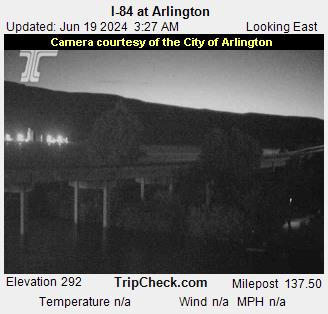 I-84 at Arlington
Updated: Jun 19 2024 3:27 AM Looking East
Camera courtesy of the City of Arlington
Elevation 292 TripCheck.com Milepost 137.50
Temperature n/a Wind n/a MPH n/a